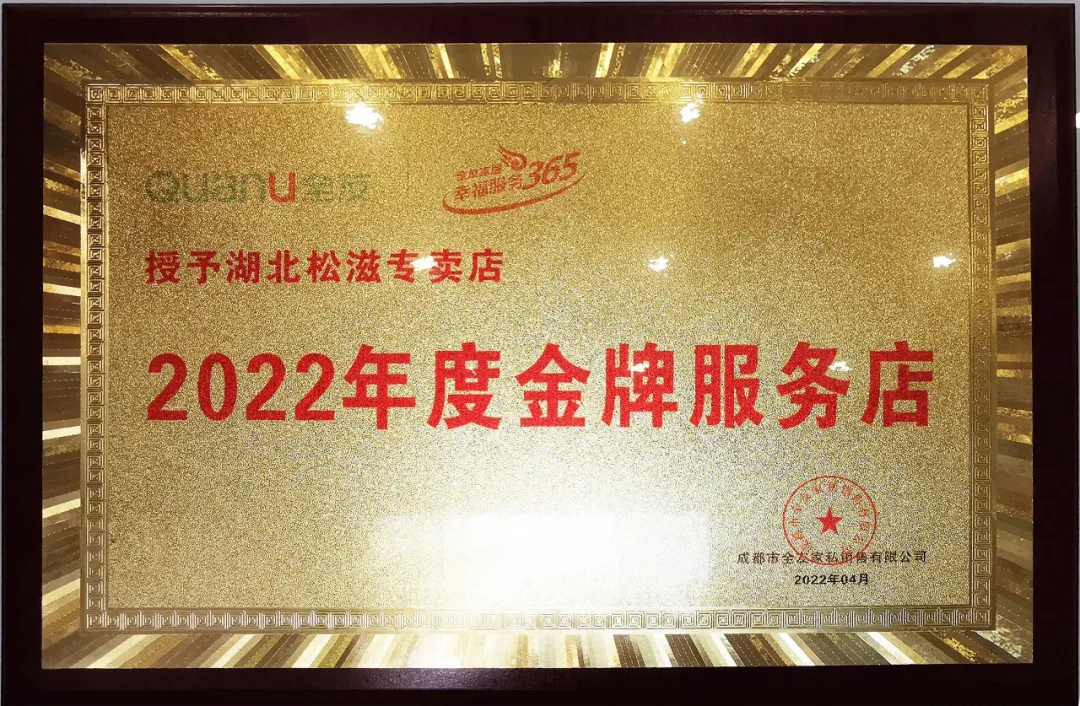 QuanU全友
全屋家居
幸福服务365
授予湖北松滋专卖店
2022年度金牌服务店
成都市全友家私销售有限公司
2022年04月